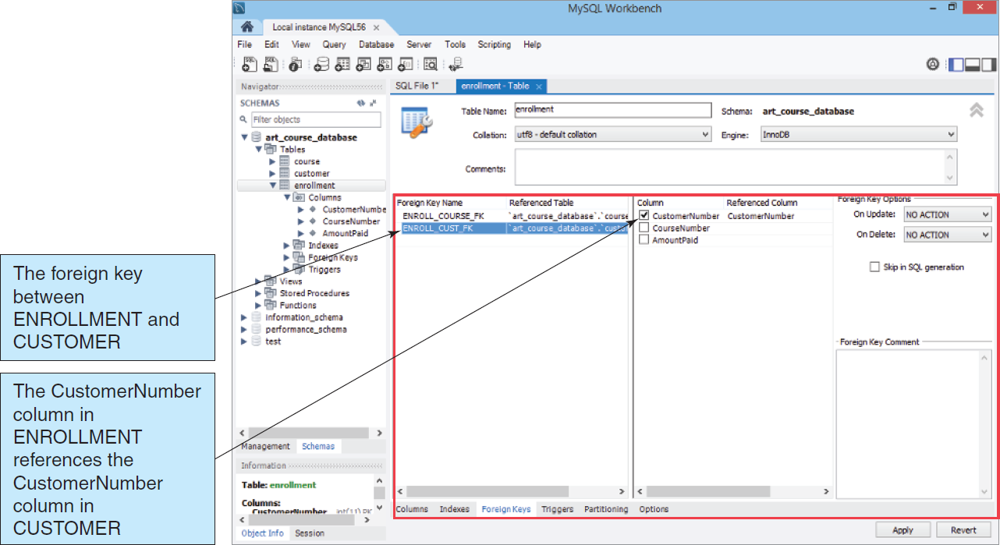 MySQL Workbench
Local instance MySQL56
File Edit View Query Database Server Tools Scripting Help
Navigator
SCHEMAS
Filter objects
art_course_database
Tables
course
customer
enrollment
Columns
CustomerNumbe
CourseNumber
AmountPaid
Indexes
Foreign Keys
Triggers
Views
Stored Procedures
Functions
information_schema
performance_schema
test
Management Schemas
Information
Table: enrollment
Columns:
CustomerNumber int(11) PK
Object Info Session
SQL File 1* enrollment - Table
Table Name: enrollment Schema: art_course_database
Collation: utf8 - default collation Engine: InnoDB
Comments:
Foreign Key Name Referenced Table
ENROLL_COURSE_FK `art_course_database`.`course
ENROLL_CUST_FK `art_course_database`.`custo
Column Referenced Column
CustomerNumber CustomerNumber
CourseNumber
AmountPaid
Foreign Key Options
On Update: NO ACTION
On Delete: NO ACTION
Skip in SQL generation
Foreign Key Comment
Columns Indexes Foreign Keys Triggers Partitioning Options
Apply Revert
The foreign key
between
ENROLLMENT and
CUSTOMER
The CustomerNumber
column in
ENROLLMENT
references the
CustomerNumber
column in
CUSTOMER